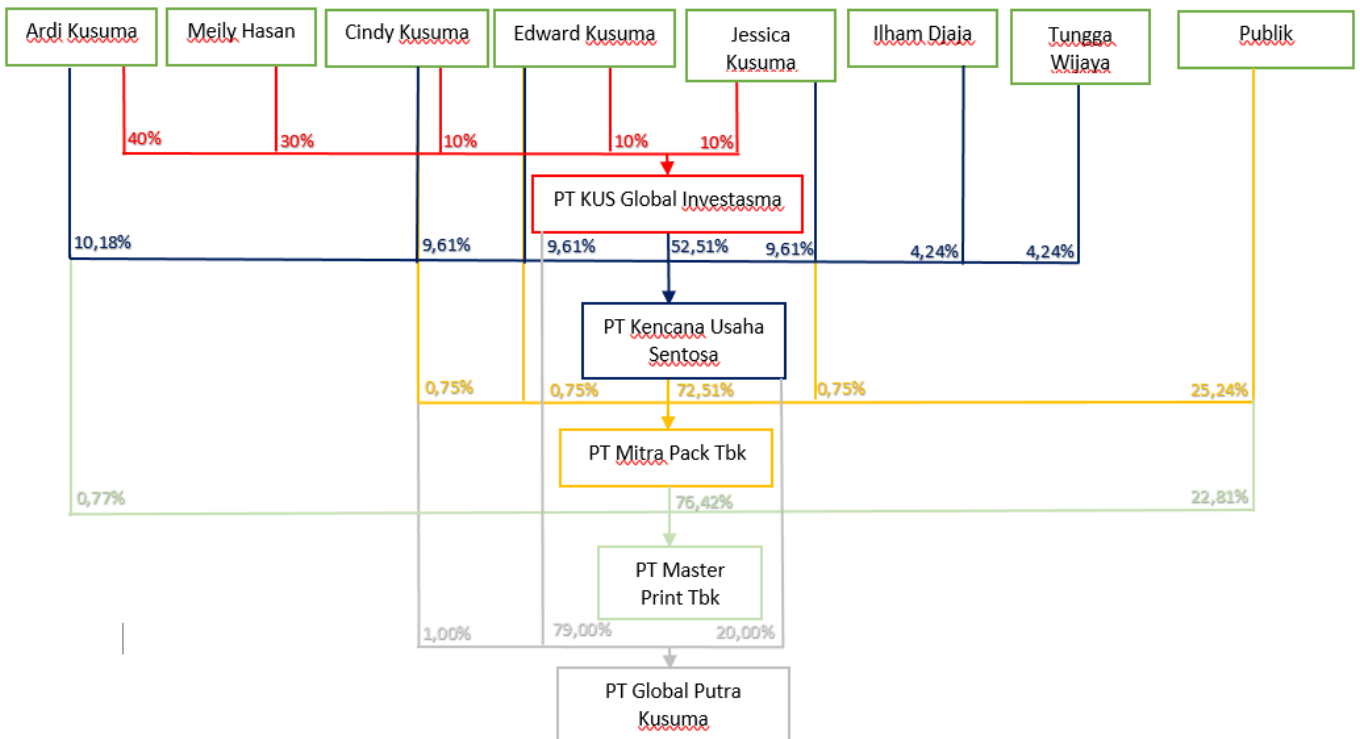 Ardi Kusuma
Meily Hasan
Cindy Kusuma
Edward Kusuma
Jessica
Kusuma
Ilham Djaja
Tungga
Wijaya
Publik
40%
30%
10%
10%
10%
PT KUS Global Investasma
10,18%
9,61%
9,61%
52,51%
9,61%
4,24%
4,24%
PT Kencana Usaha
Sentosa
0,75%
0,75%
72,51%
0,75%
25,24%
PT Mitra Pack Tbk
0,77%
76,42%
22,81%
PT Master
Print Tbk
1,00%
79,00%
20,00%
PT Global Putra
Kusuma